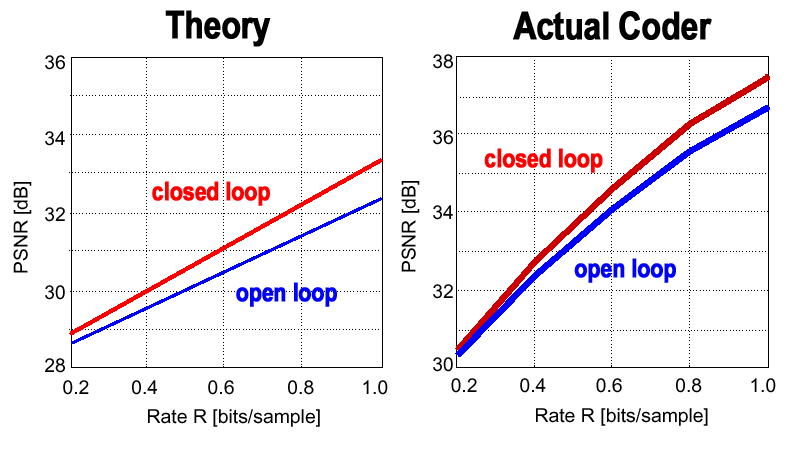 Theory
36
34
32
30
28
PSNR [dB]
closed loop
open loop
0.2 0.4 0.6 0.8 1.0
Rate R [bits/sample]
Actual Coder
38
36
34
32
30
PSNR [dB]
closed loop
open loop
0.2 0.4 0.6 0.8 1.0
Rate R [bits/sample]